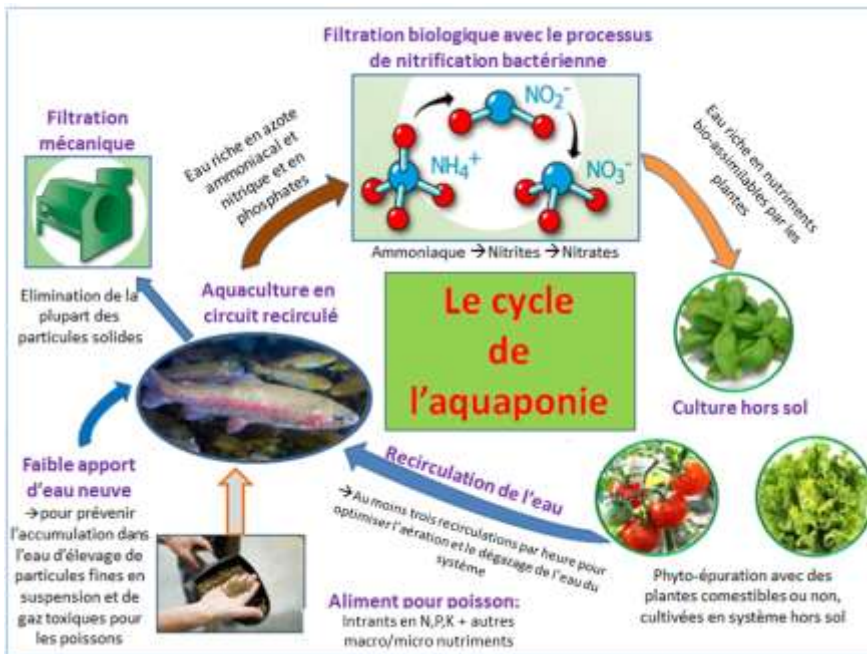 Filtration biologique avec le processus
de nitrification bactérienne
Filtration
mécanique
Eau riche en azote
ammoniacal et
nitrique et en
phosphates
NO₂⁻
NH₄⁺
NO₃⁻
Ammoniaque →Nitrites →Nitrates
Eau riche en nutriments
bio-assimilables par les
plantes
Elimination de la
plupart des
particules solides
Aquaculture en
circuit recirculé
Le cycle
de
l’aquaponie
Culture hors sol
Faible apport
d’eau neuve
→pour prévenir
l’accumulation dans
l’eau d’élevage de
particules fines en
suspension et de
gaz toxiques pour
les poissons
Recirculation de l’eau
→Au moins trois recirculations par heure pour
optimiser l’aération et le dégazage de l’eau du
système
Aliment pour poisson:
Intrants en N,P,K + autres
macro/micro nutriments
Phyto-épuration avec des
plantes comestibles ou non,
cultivées en système hors sol